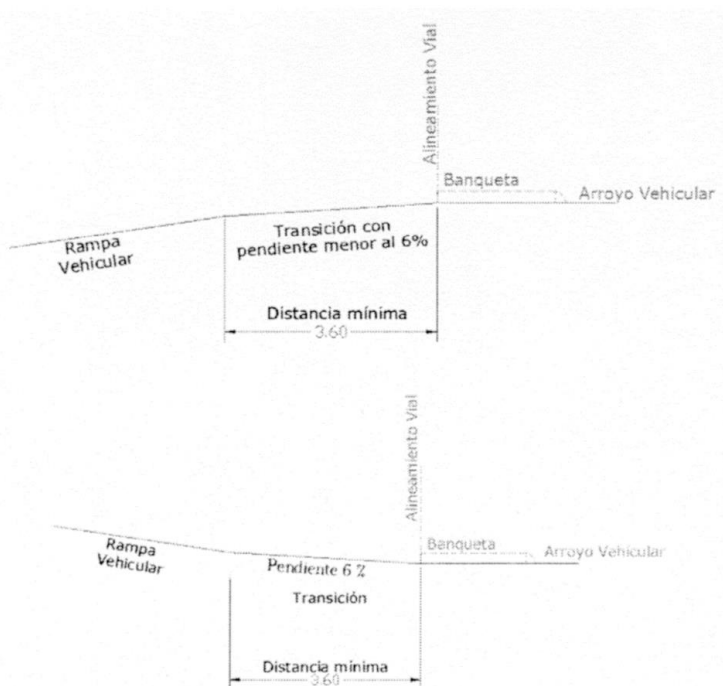 Alineamiento Vial
Banqueta
Arroyo Vehicular
Rampa
Vehicular
Transición con
pendiente menor al 6%
Distancia mínima
3.60
Alineamiento Vial
Banqueta
Arroyo Vehicular
Rampa
Vehicular
Pendiente 6 %
Transición
Distancia mínima
3.60